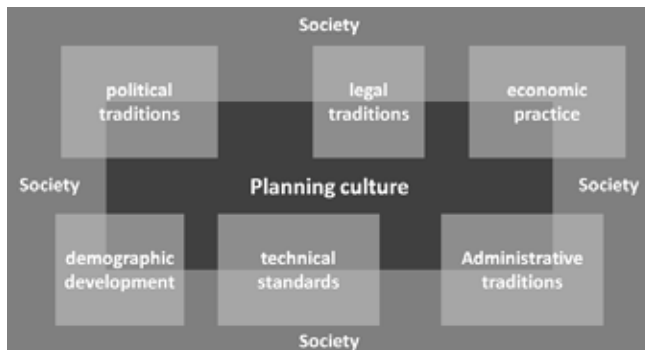 Society
political
traditions
legal
traditions
economic
practice
Society
Planning culture
Society
demographic
development
technical
standards
Administrative
traditions
Society